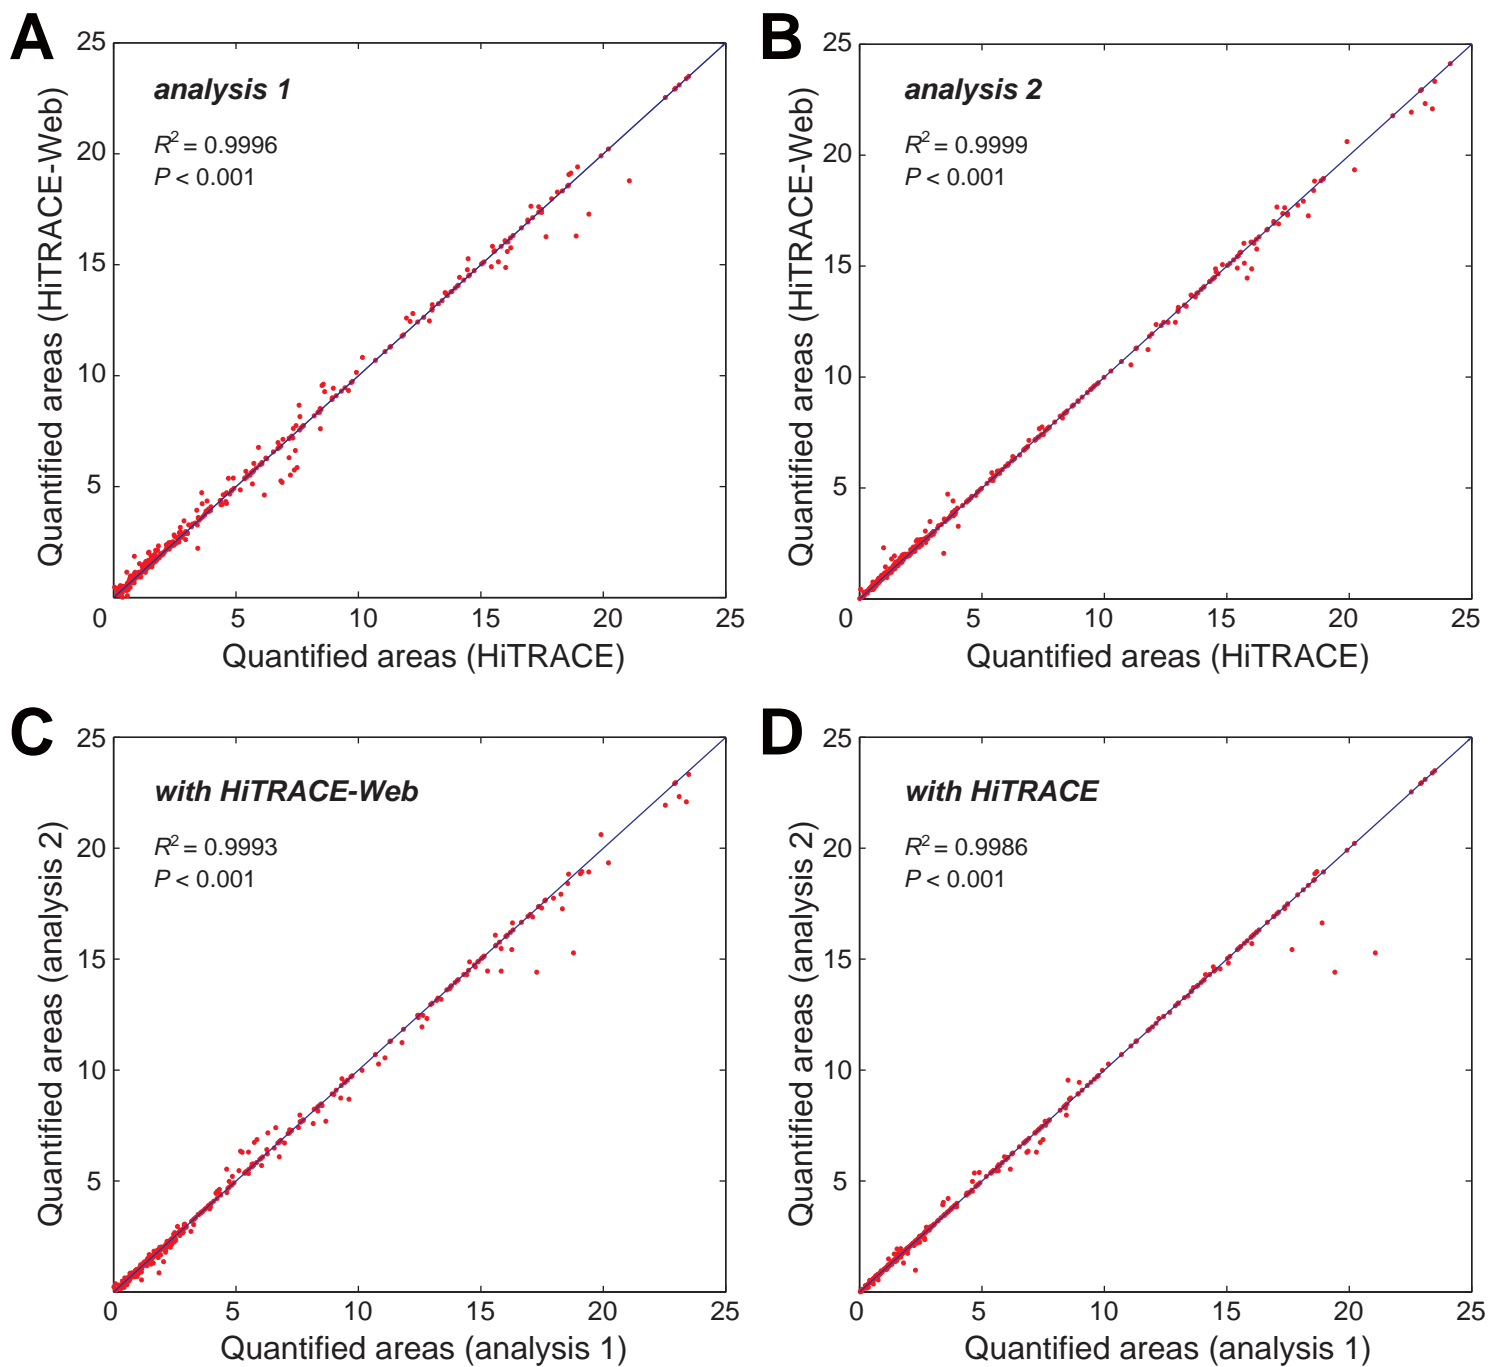 A
25
20
15
10
5
0
5
10
15
20
25
analysis 1
R² = 0.9996
P < 0.001
Quantified areas (HiTRACE-Web)
Quantified areas (HiTRACE)
B
25
20
15
10
5
0
5
10
15
20
25
analysis 2
R² = 0.9999
P < 0.001
Quantified areas (HiTRACE-Web)
Quantified areas (HiTRACE)
C
25
20
15
10
5
0
5
10
15
20
25
with HiTRACE-Web
R² = 0.9993
P < 0.001
Quantified areas (analysis 2)
Quantified areas (analysis 1)
D
25
20
15
10
5
0
5
10
15
20
25
with HiTRACE
R² = 0.9986
P < 0.001
Quantified areas (analysis 2)
Quantified areas (analysis 1)